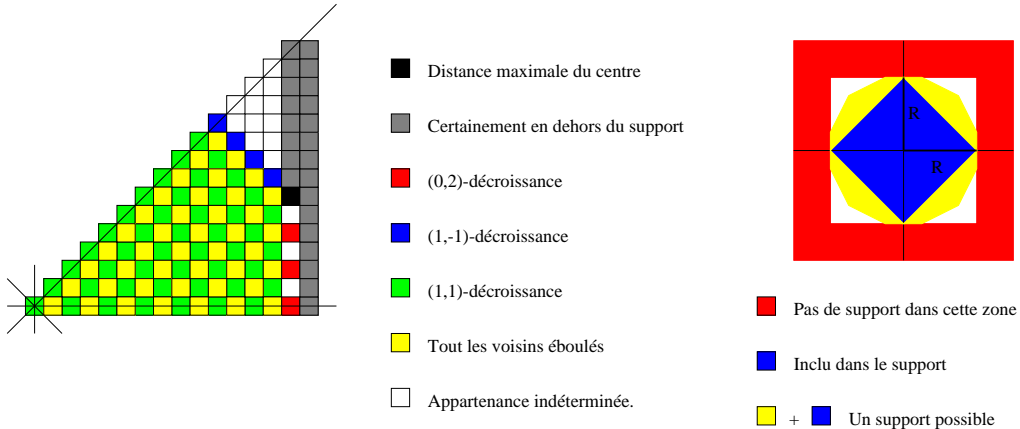 Distance maximale du centre
Certainement en dehors du support
(0,2)-décroissance
(1,-1)-décroissance
(1,1)-décroissance
Tout les voisins éboulés
Appartenance indéterminée.
R
R
Pas de support dans cette zone
Inclu dans le support
+ Un support possible